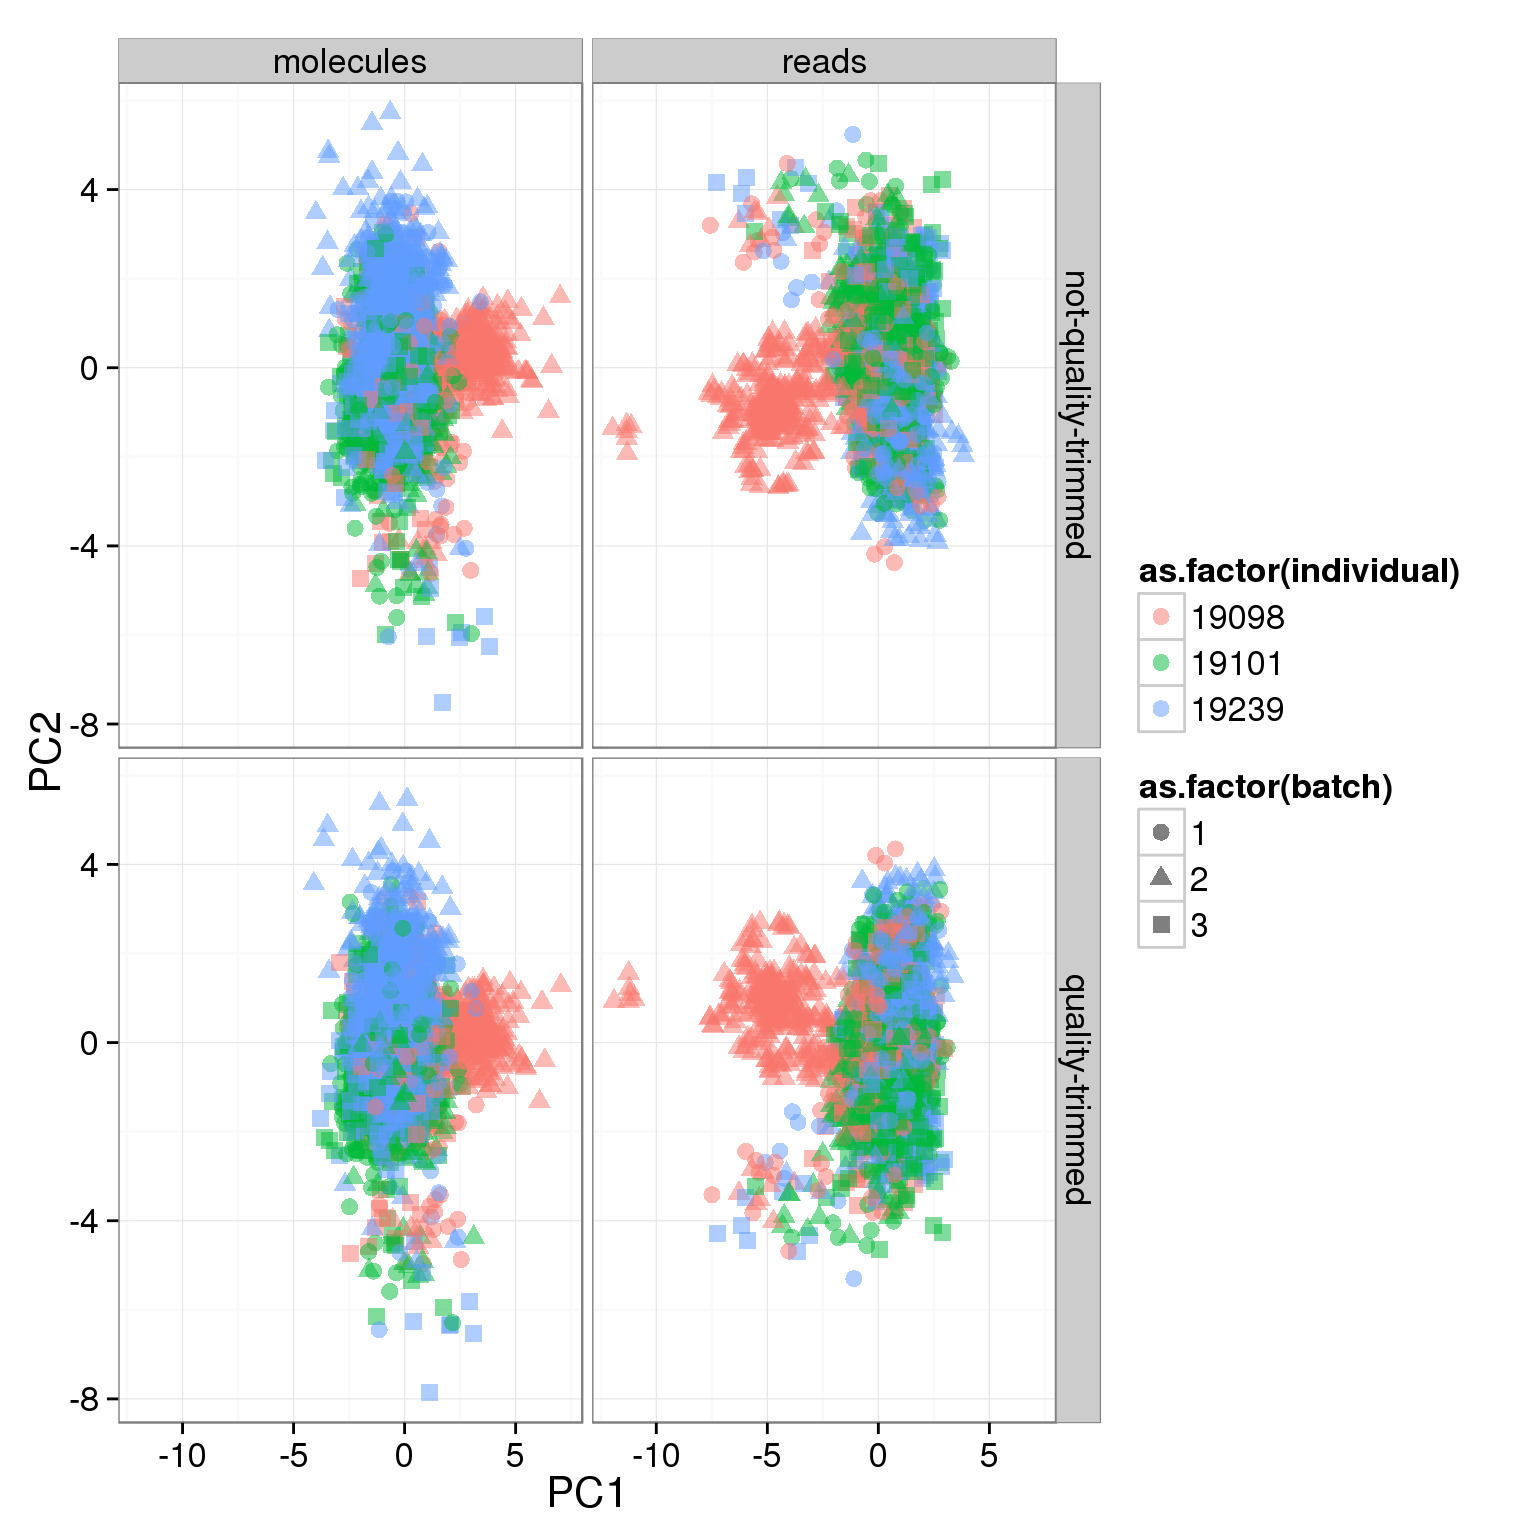 molecules
reads
not-quality-trimmed
4
0
-4
-8
quality-trimmed
4
0
-4
-8
PC2
-10
-5
0
5
-10
-5
0
5
PC1
as.factor(individual)
19098
19101
19239
as.factor(batch)
1
2
3